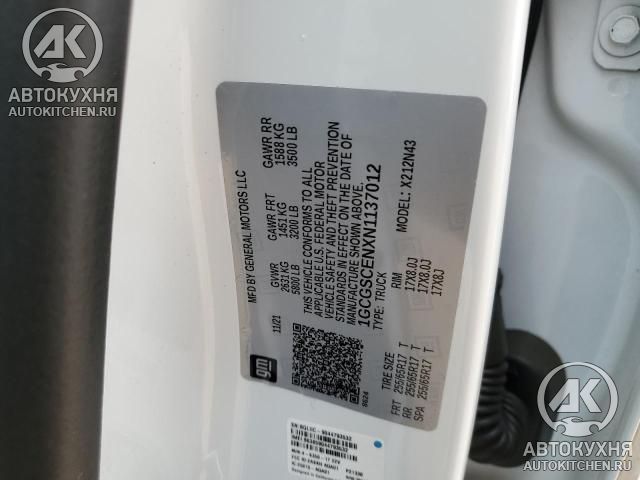 AK
АВТОКУХНЯ
AUTOKITCHEN.RU
MFD BY GENERAL MOTORS LLC
11/21
GVWR
2631 KG
5800 LB
GAWR FRT
1451 KG
3200 LB
GAWR RR
1588 KG
3500 LB
THIS VEHICLE CONFORMS TO ALL
APPLICABLE U.S. FEDERAL MOTOR
VEHICLE SAFETY AND THEFT PREVENTION
STANDARDS IN EFFECT ON THE DATE OF
MANUFACTURE SHOWN ABOVE.
1GCGSCENXN1137012
TYPE: TRUCK
MODEL: X212N43
gm
TIRE SIZE
RIM
FRT 255/65R17 T 17X8.0J
RR 255/65R17 T 17X8.0J
SPA 255/65R17 T 17X8J
AK
АВТОКУХНЯ
AUTOKITCHEN.RU